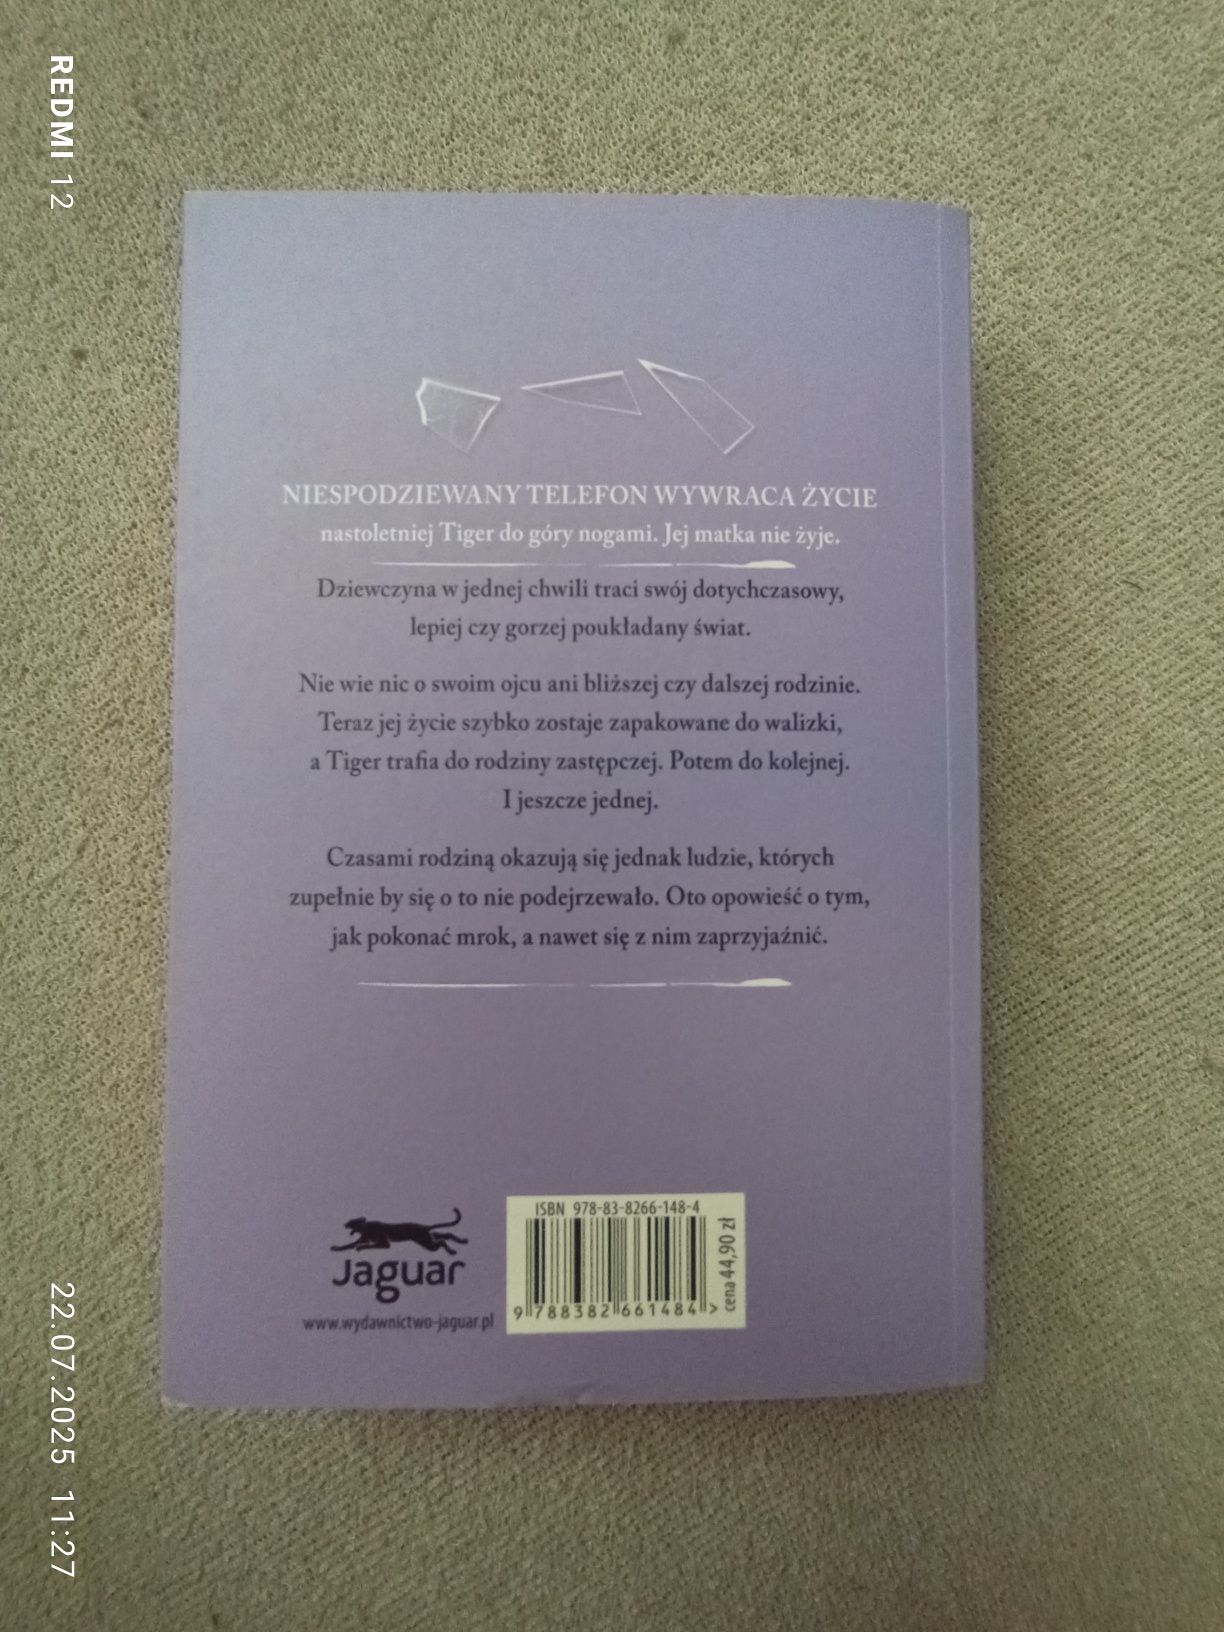 NIESPODZIEWANY TELEFON WYWRACA ŻYCIE
nastoletniej Tiger do góry nogami. Jej matka nie żyje.
Dziewczyna w jednej chwili traci swój dotychczasowy,
lepiej czy gorzej poukładany świat.
Nie wie nic o swoim ojcu ani bliższej czy dalszej rodzinie.
Teraz jej życie szybko zostaje zapakowane do walizki,
a Tiger trafia do rodziny zastępczej. Potem do kolejnej.
I jeszcze jednej.
Czasami rodziną okazują się jednak ludzie, których
zupełnie by się o to nie podejrzewało. Oto opowieść o tym,
jak pokonać mrok, a nawet się z nim zaprzyjaźnić.
Jaguar
www.wydawnictwo-jaguar.pl
ISBN 978-83-8266-148-4
9 788382 661484 >
cena 44,90 zł
REDMI 12
22.07.2025 11:27